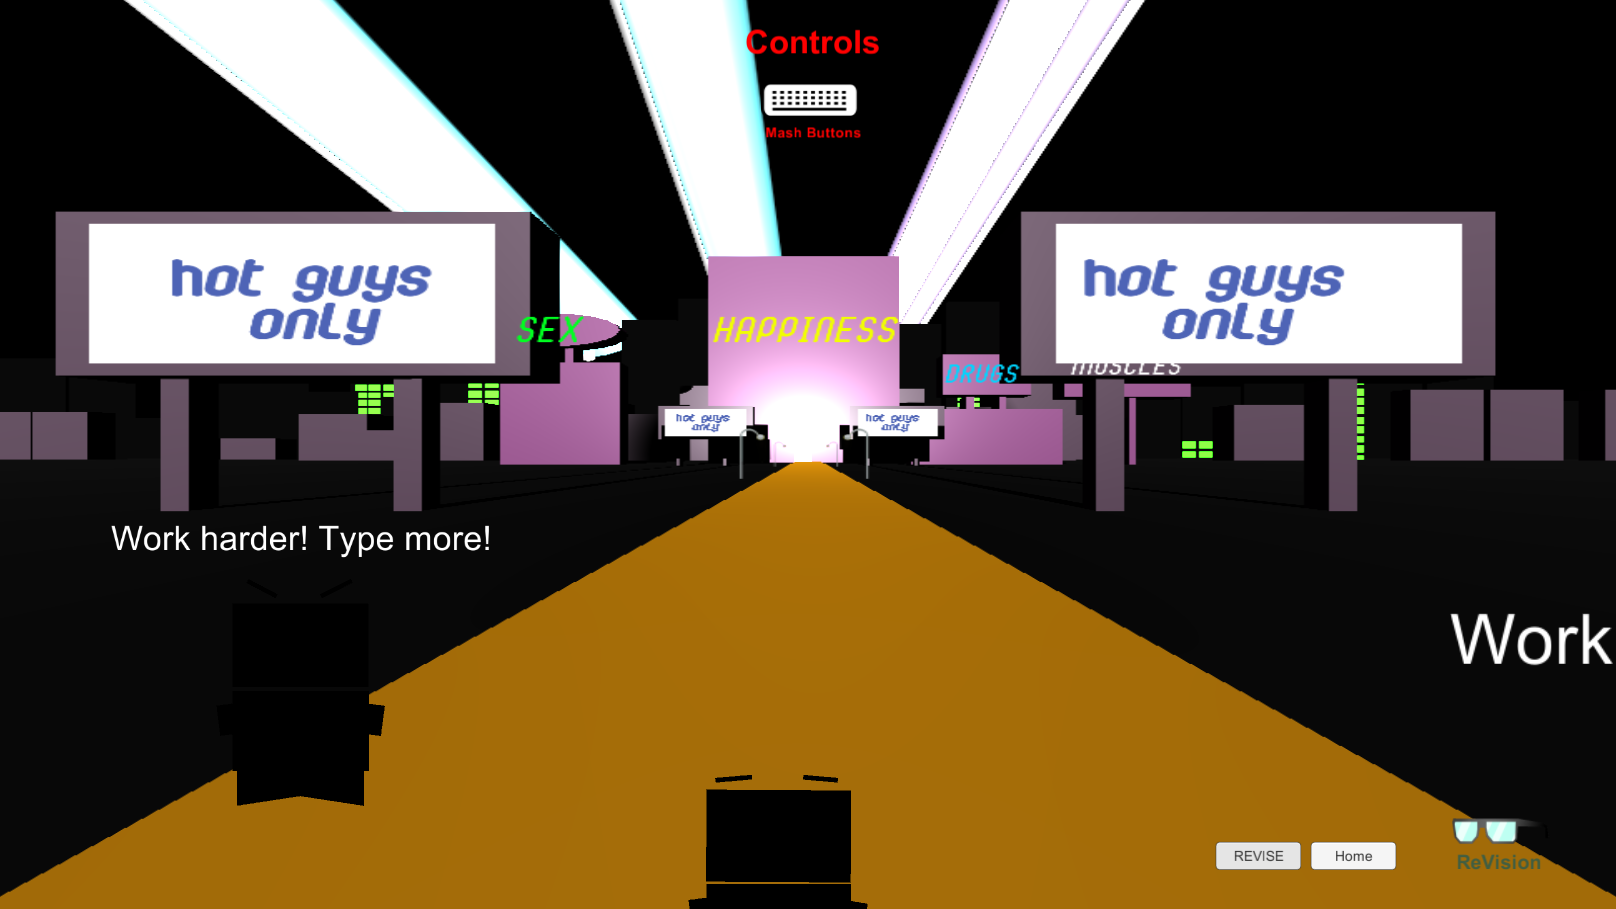 Controls
Mash Buttons
hot guys
only
hot guys
only
SEX
HAPPINESS
DRUGS
MUSCLES
hot guys
only
hot guys
only
Work harder! Type more!
Work
REVISE
Home
ReVision